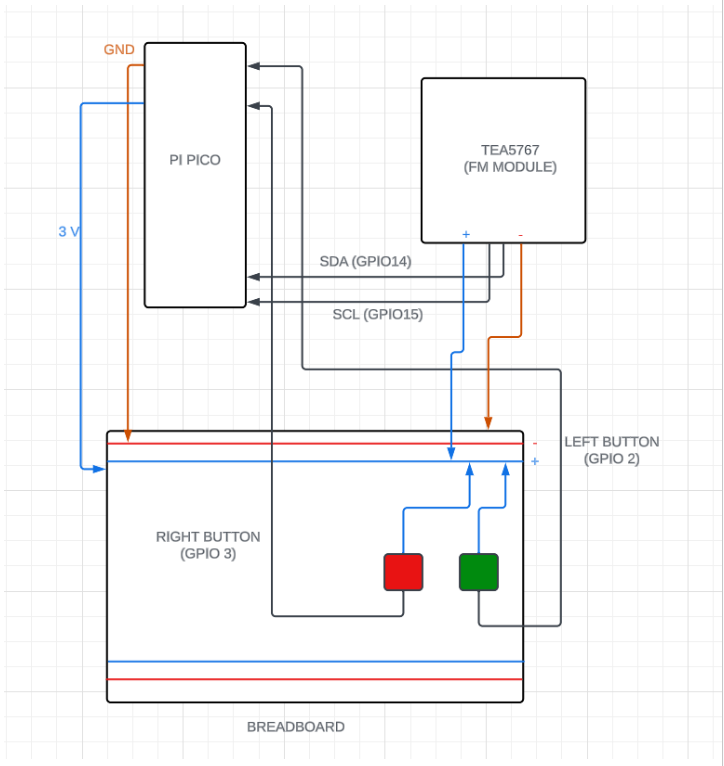 GND
PI PICO
TEA5767
(FM MODULE)
3 V
+
-
SDA (GPIO14)
SCL (GPIO15)
-
+
LEFT BUTTON
(GPIO 2)
RIGHT BUTTON
(GPIO 3)
BREADBOARD